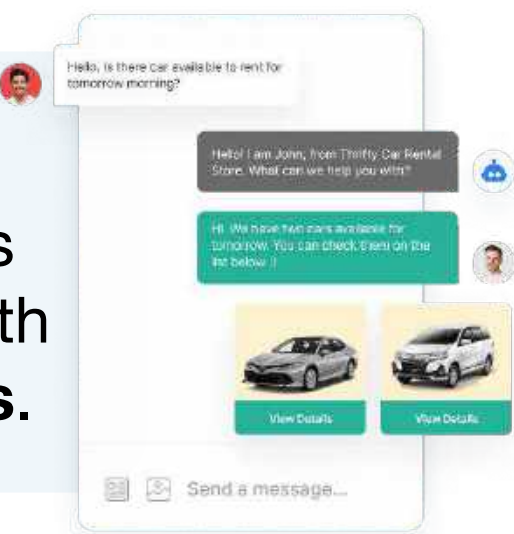 Hello, is there car available to rent for
tomorrow morning?
Hello! I am John, from Thrifty Car Rental
Store. What can we help you with?
Hi. We have two cars available for
tomorrow. You can check them on the
list below :)
s
th
s.
View Details
View Details
Send a message...